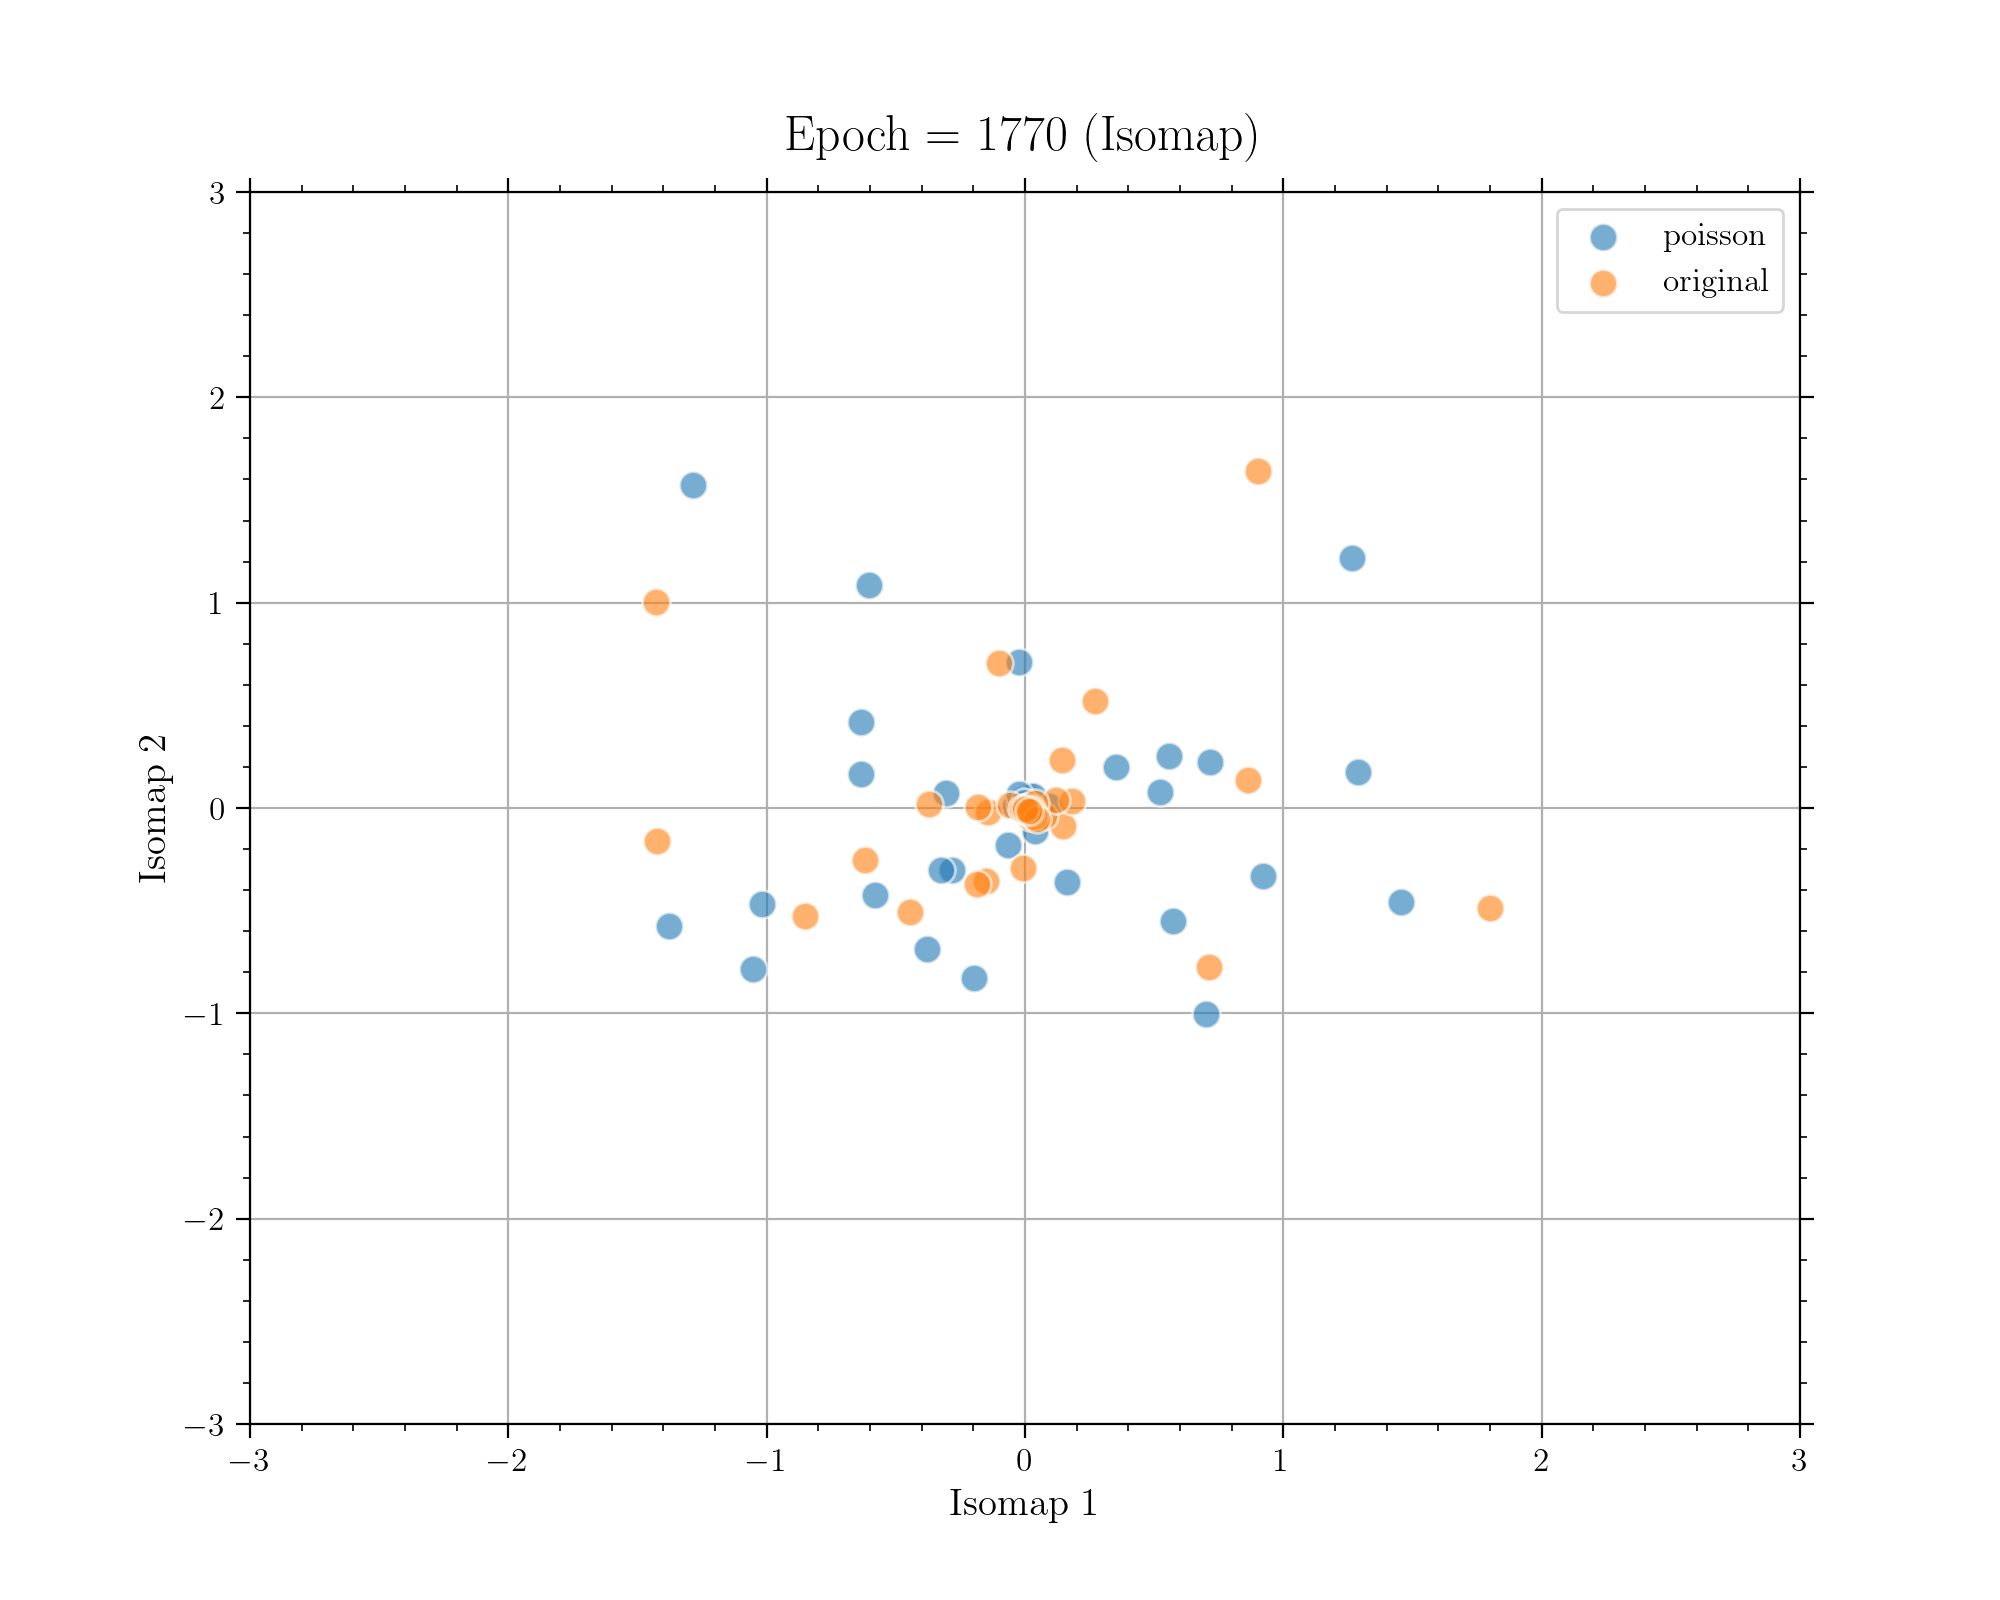 Epoch = 1770 (Isomap)
poisson
original
3
2
1
0
−1
−2
−3
Isomap 2
−3
−2
−1
0
1
2
3
Isomap 1